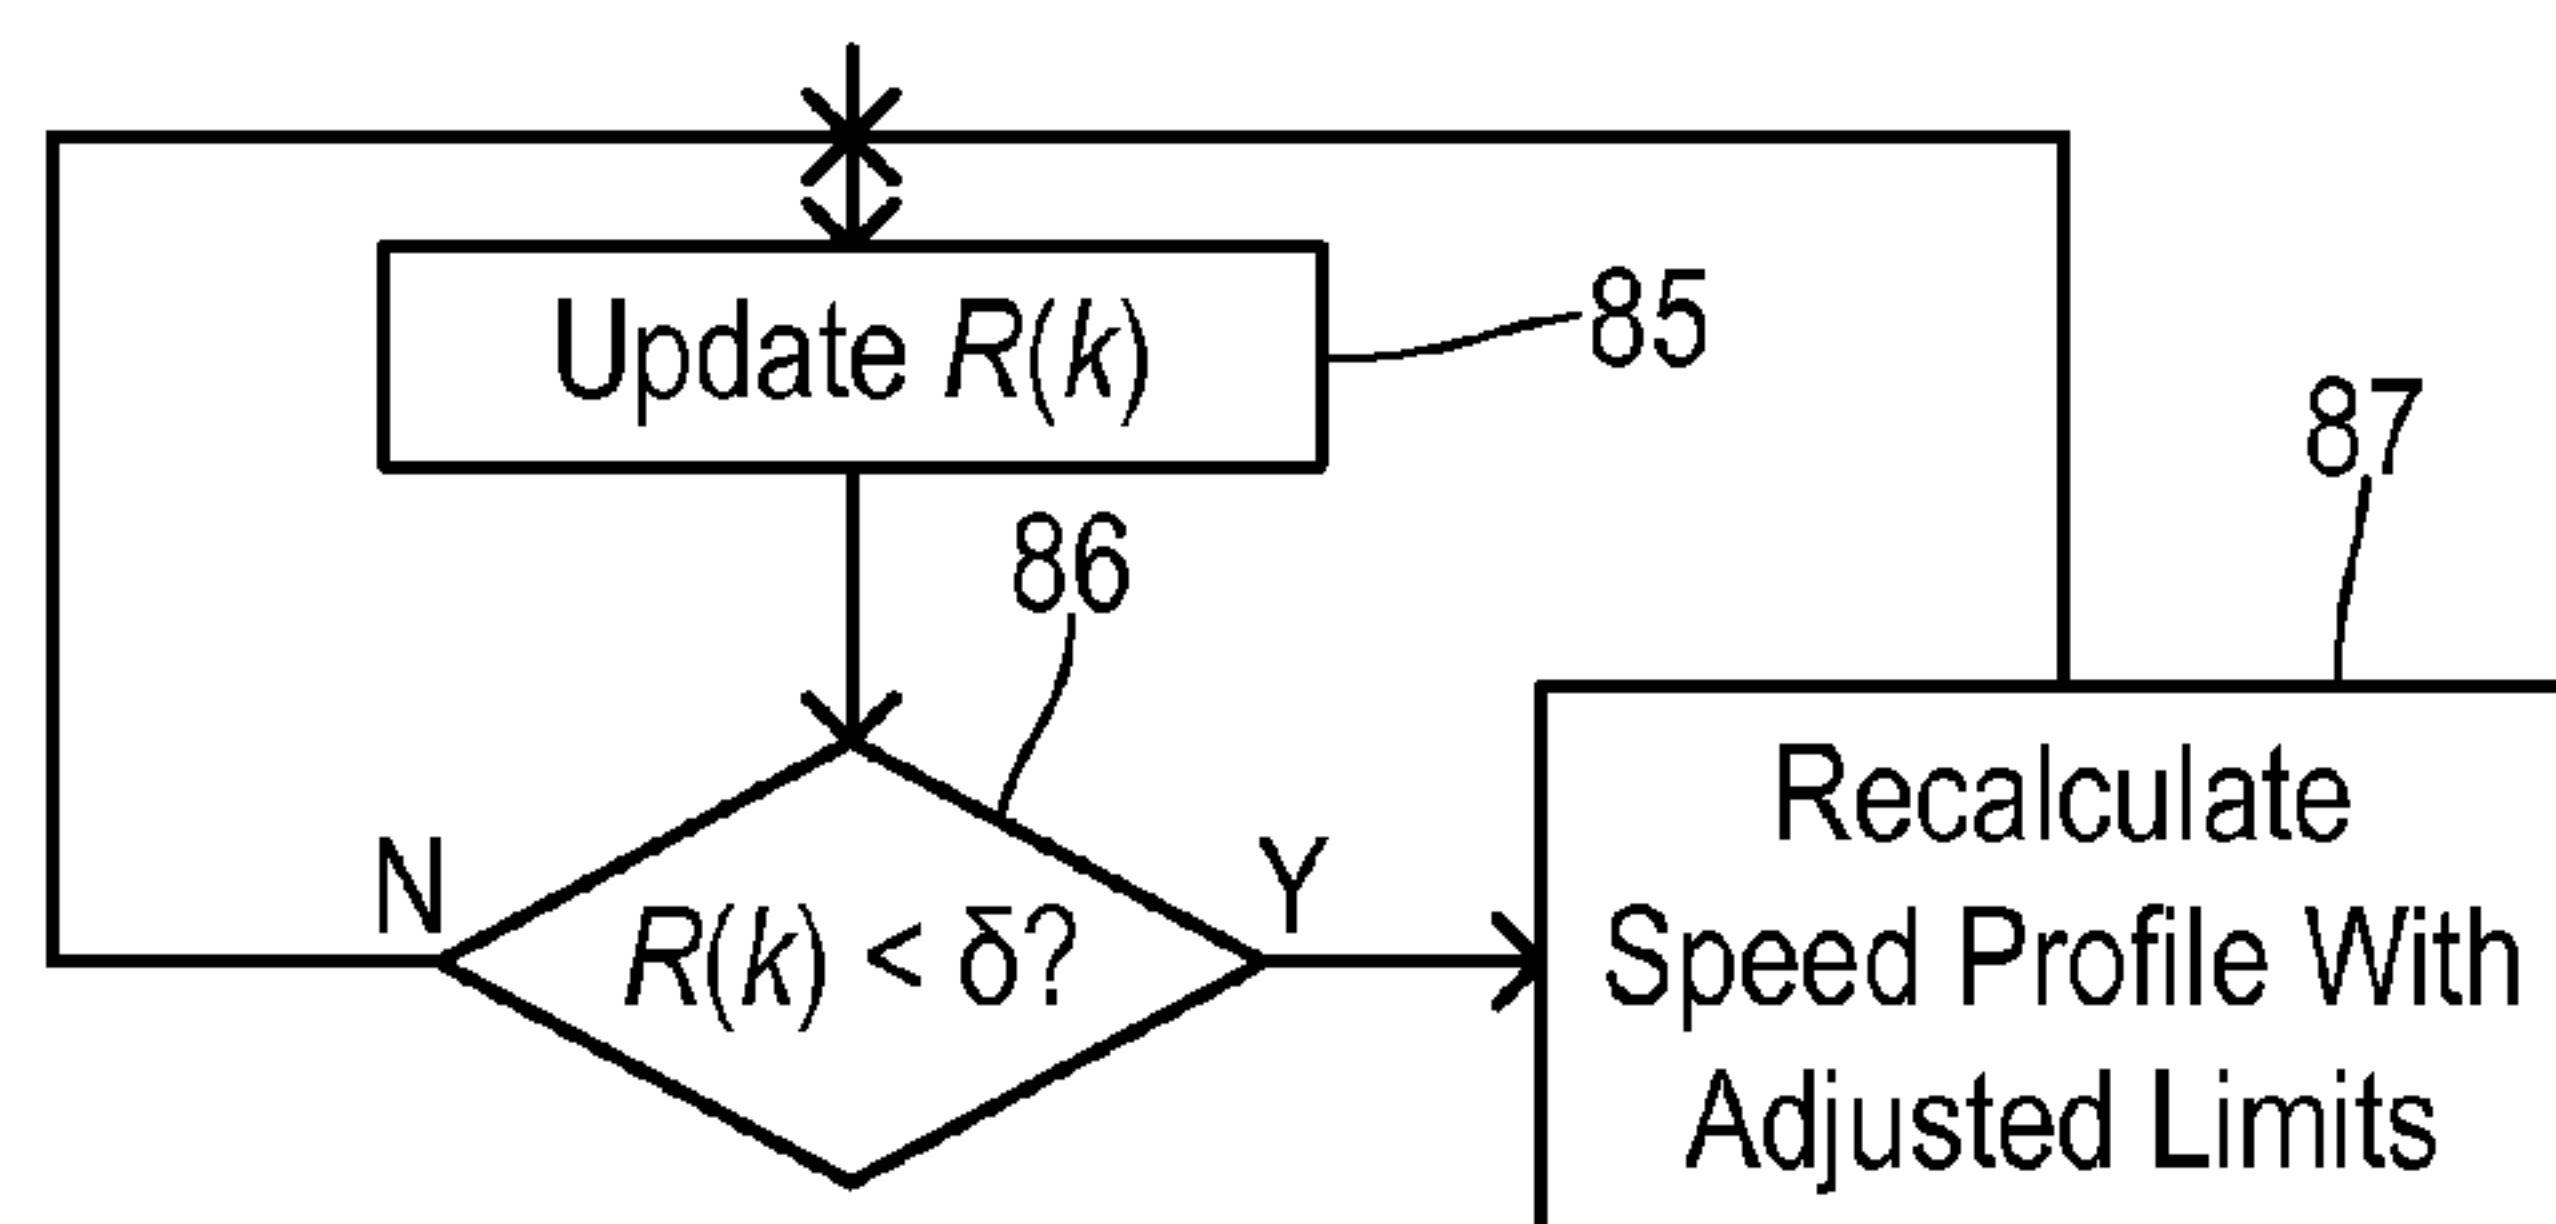 Update R(k)
85
87
86
N
R(k) < δ?
Y
Recalculate
Speed Profile With
Adjusted Limits